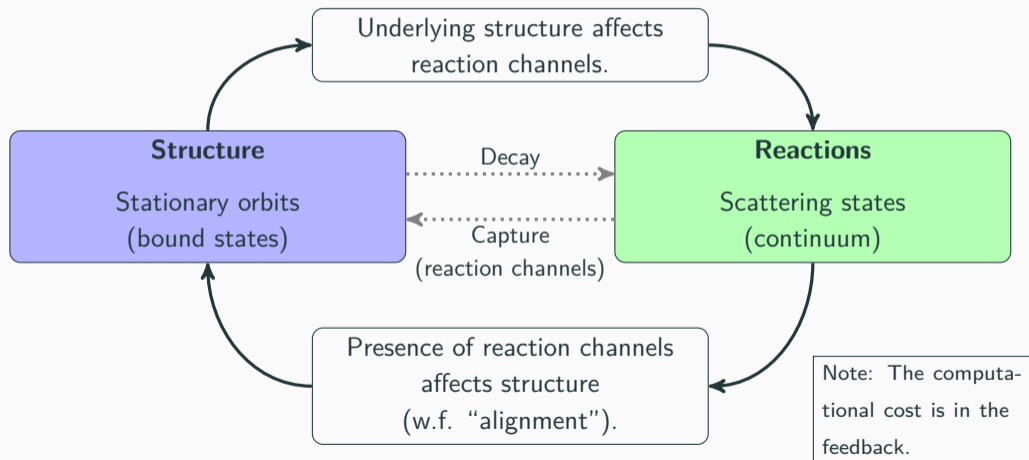 Underlying structure affects
reaction channels.
Structure
Stationary orbits
(bound states)
Decay
Capture
(reaction channels)
Reactions
Scattering states
(continuum)
Presence of reaction channels
affects structure
(w.f. “alignment”).
Note: The computa-
tional cost is in the
feedback.